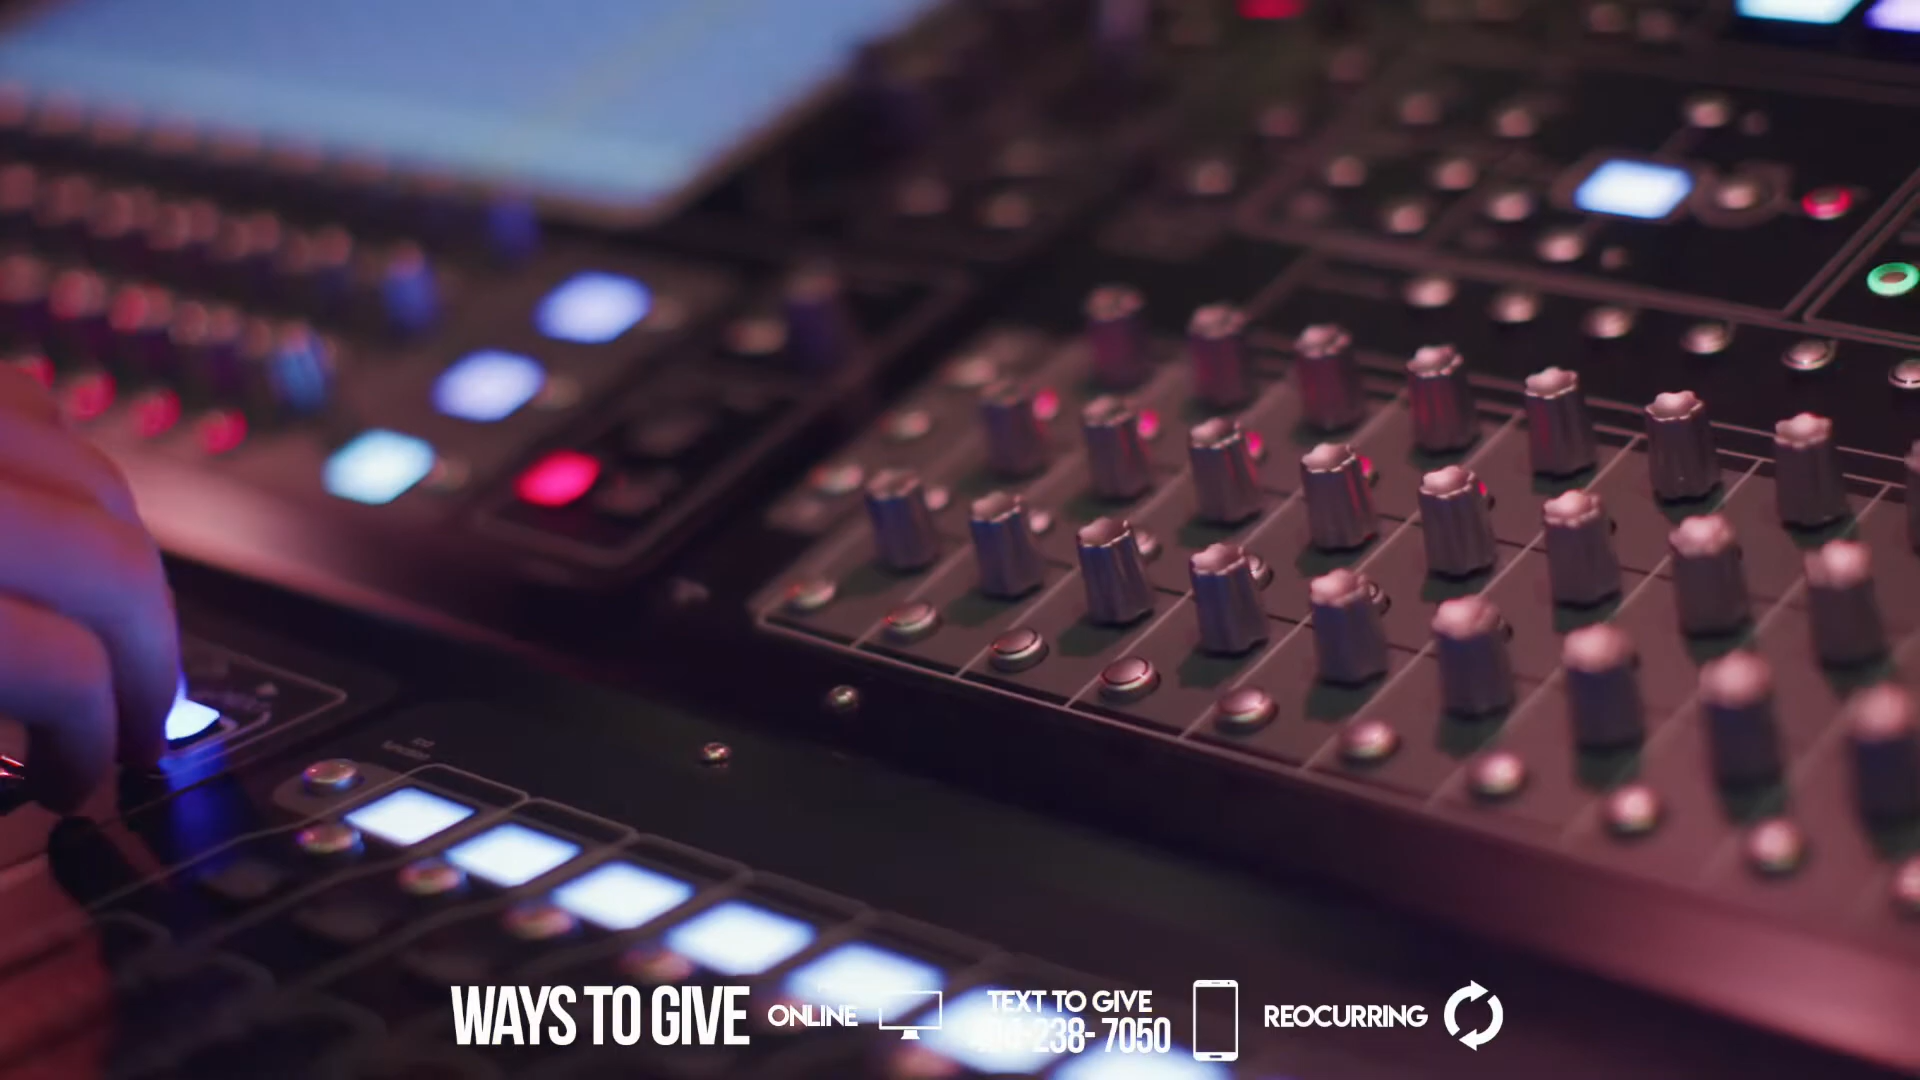 WAYS TO GIVE
ONLINE
TEXT TO GIVE
238- 7050
REOCURRING